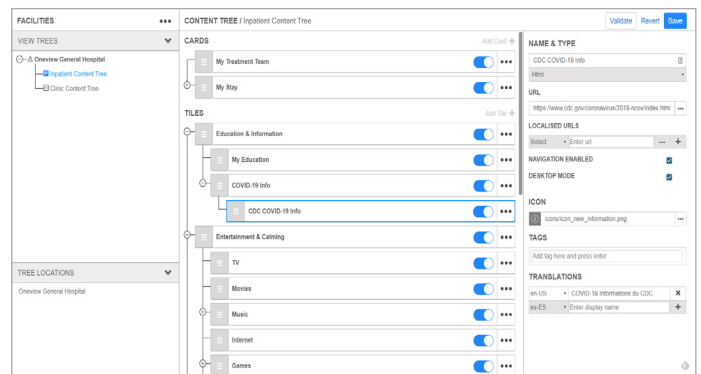 FACILITIES
VIEW TREES
Oneview General Hospital
Inpatient Content Tree
Clinic Content Tree
TREE LOCATIONS
Oneview General Hospital
CONTENT TREE / Inpatient Content Tree
Validate Revert Save
CARDS
Add Card +
My Treatment Team
My Stay
TILES
Add Tile +
Education & Information
My Education
COVID-19 Info
CDC COVID-19 Info
Entertainment & Calming
TV
Movies
Music
Internet
Games
NAME & TYPE
CDC COVID-19 Info
Html
URL
https://www.cdc.gov/coronavirus/2019-ncov/index.html
LOCALISED URLS
Select Enter url
NAVIGATION ENABLED
DESKTOP MODE
ICON
icons/icon_new_information.png
TAGS
Add tag here and press enter
TRANSLATIONS
en-US COVID-19 Informations du CDC
es-ES Enter display name